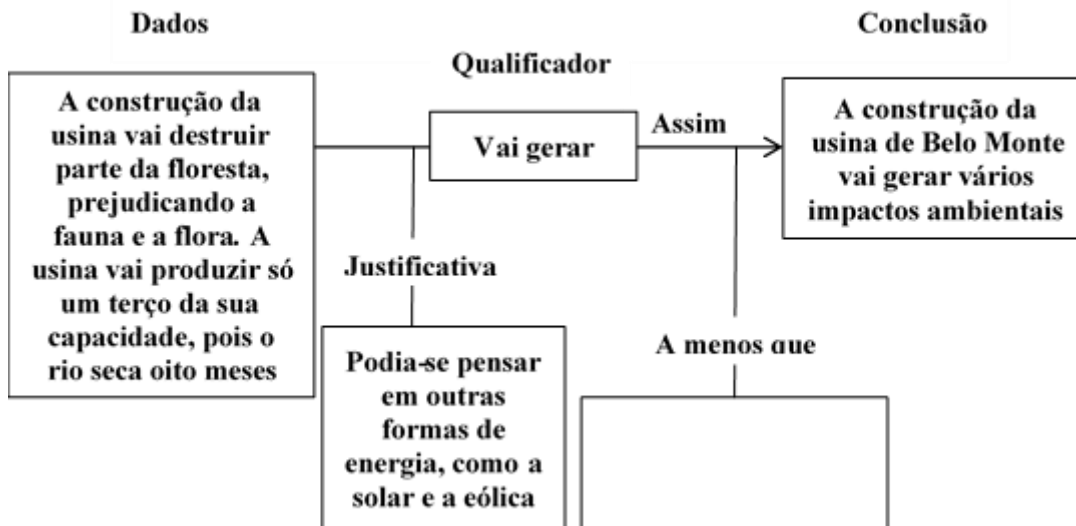 Dados
Conclusão
Qualificador
A construção da
usina vai destruir
parte da floresta,
prejudicando a
fauna e a flora. A
usina vai produzir só
um terço da sua
capacidade, pois o
rio seca oito meses
Vai gerar
Assim
A construção da
usina de Belo Monte
vai gerar vários
impactos ambientais
Justificativa
Podia-se pensar
em outras
formas de
energia, como a
solar e a eólica
A menos que